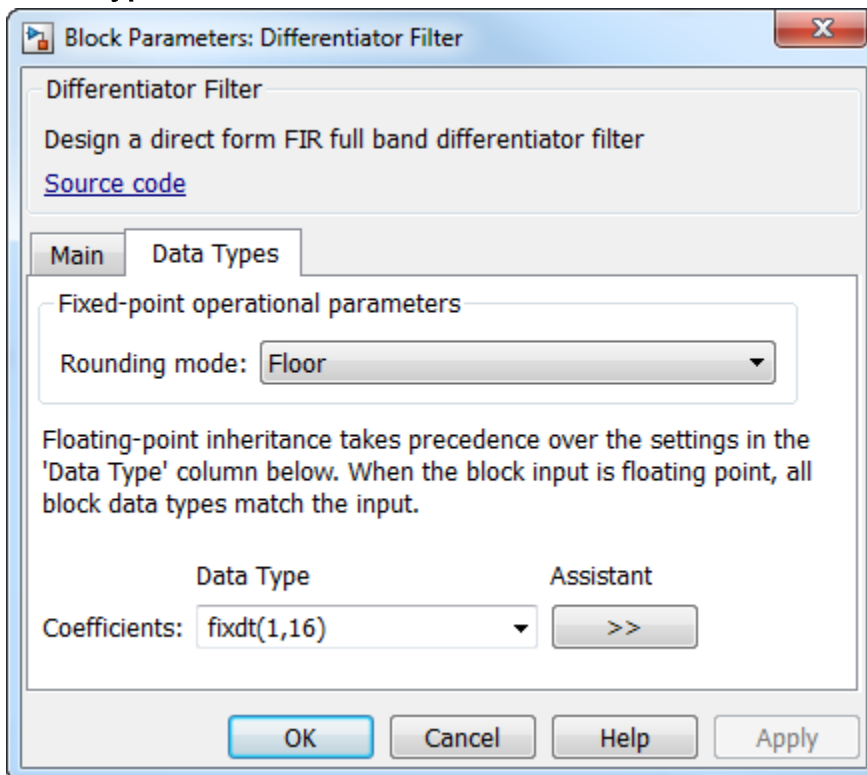 Block Parameters: Differentiator Filter
Differentiator Filter
Design a direct form FIR full band differentiator filter
Source code
Main Data Types
Fixed-point operational parameters
Rounding mode: Floor
Floating-point inheritance takes precedence over the settings in the
'Data Type' column below. When the block input is floating point, all
block data types match the input.
Data Type Assistant
Coefficients: fixdt(1,16) >>
OK Cancel Help Apply